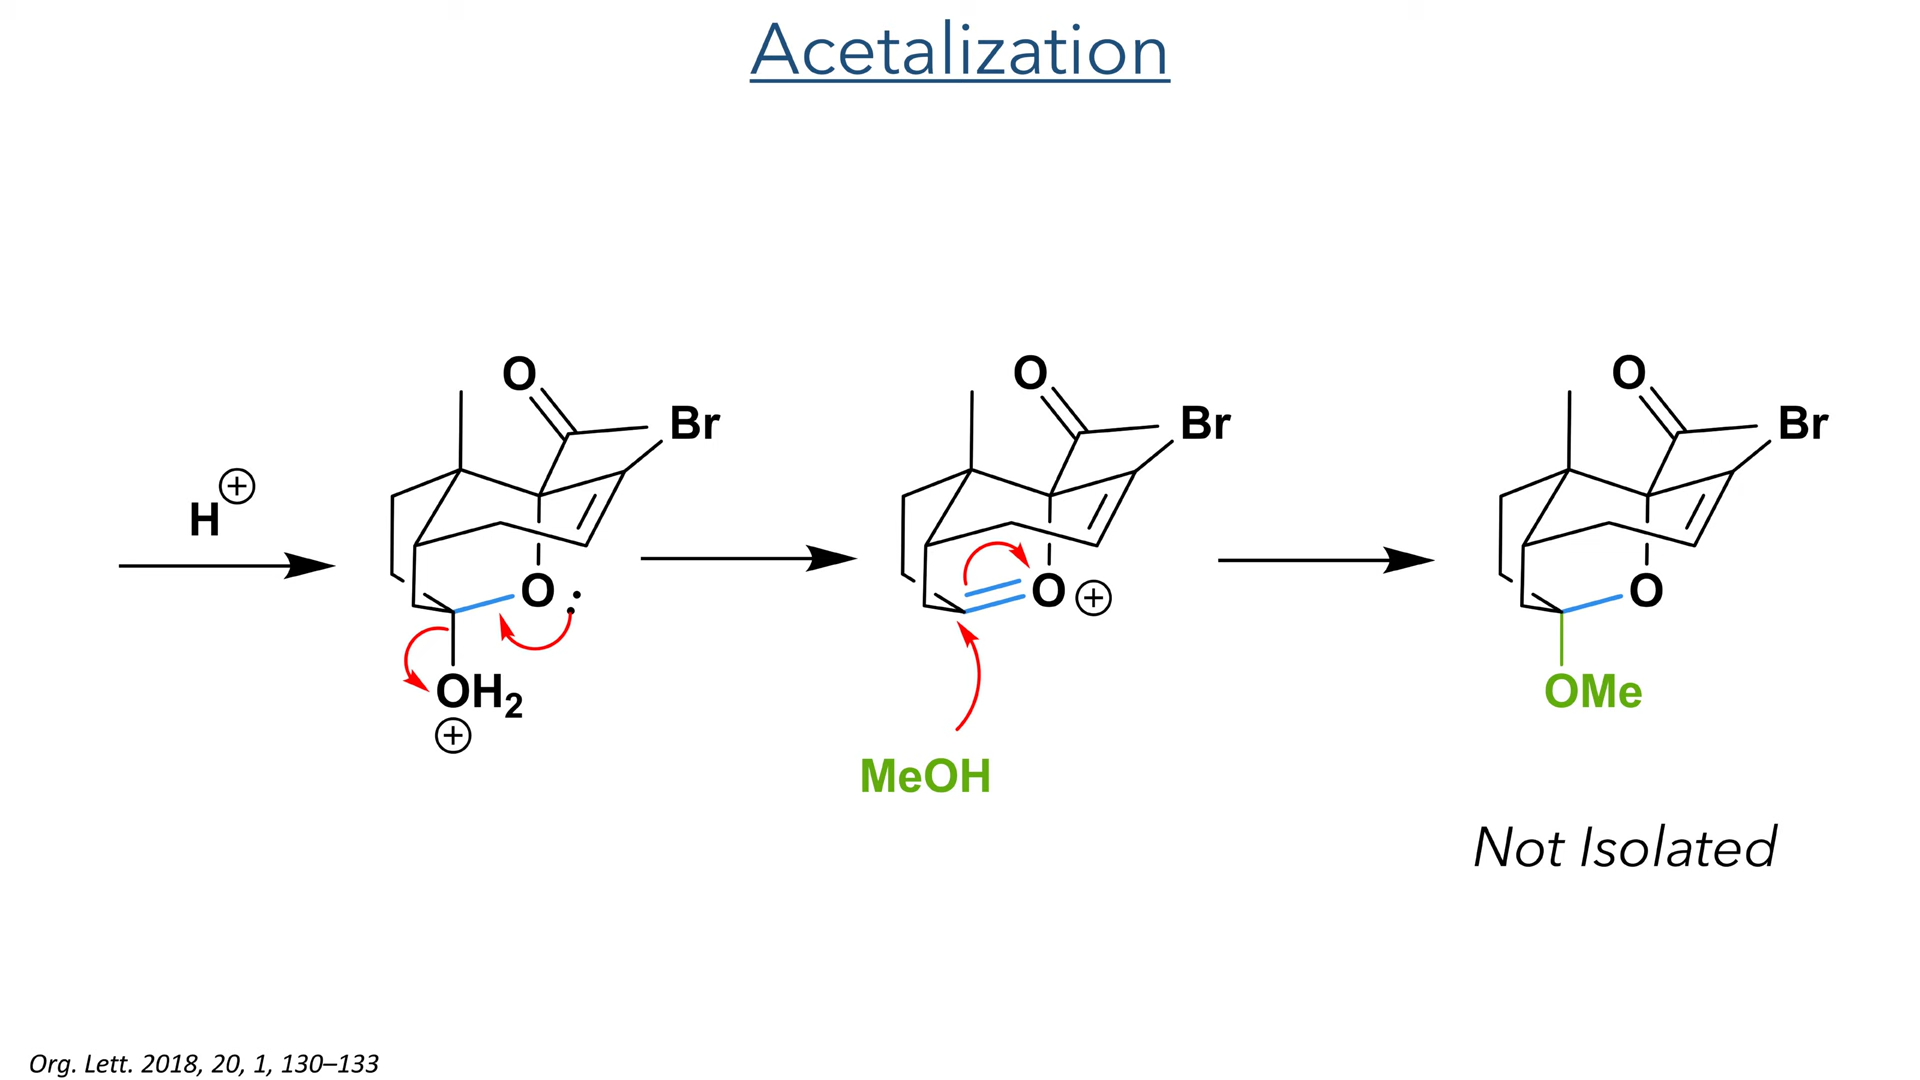 Acetalization
H⊕
O
Br
O:
OH₂
⊕
O
Br
O⊕
MeOH
O
Br
O
OMe
Not Isolated
Org. Lett. 2018, 20, 1, 130–133